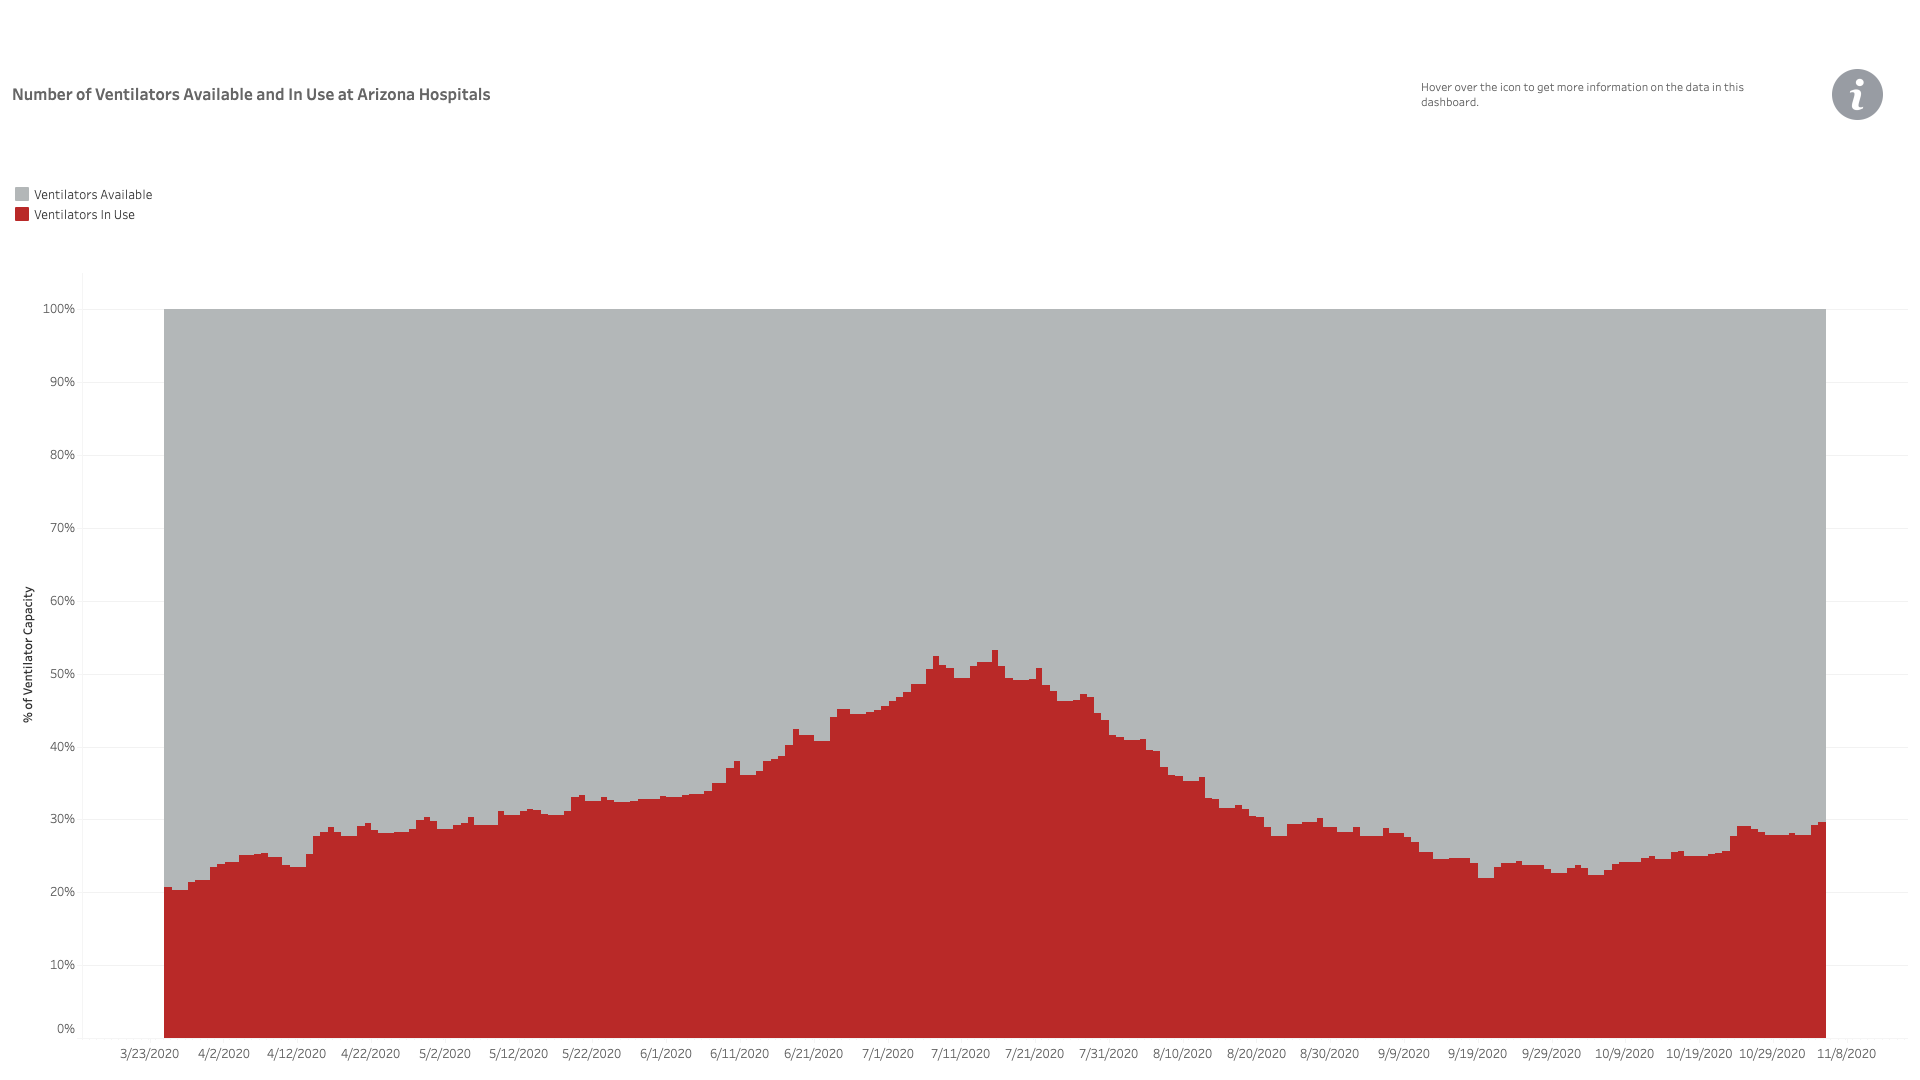 Number of Ventilators Available and In Use at Arizona Hospitals
Hover over the icon to get more information on the data in this
dashboard.
i
Ventilators Available
Ventilators In Use
% of Ventilator Capacity
100%
90%
80%
70%
60%
50%
40%
30%
20%
10%
0%
3/23/2020 4/2/2020 4/12/2020 4/22/2020 5/2/2020 5/12/2020 5/22/2020 6/1/2020 6/11/2020 6/21/2020 7/1/2020 7/11/2020 7/21/2020 7/31/2020 8/10/2020 8/20/2020 8/30/2020 9/9/2020 9/19/2020 9/29/2020 10/9/2020 10/19/2020 10/29/2020 11/8/2020